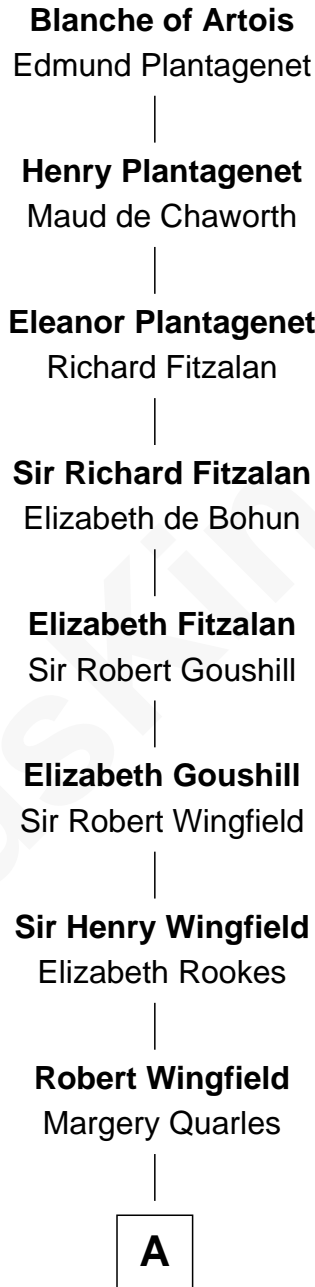 Blanche of Artois
Edmund Plantagenet
Henry Plantagenet
Maud de Chaworth
Eleanor Plantagenet
Richard Fitzalan
Sir Richard Fitzalan
Elizabeth de Bohun
Elizabeth Fitzalan
Sir Robert Goushill
Elizabeth Goushill
Sir Robert Wingfield
Sir Henry Wingfield
Elizabeth Rookes
Robert Wingfield
Margery Quarles
A